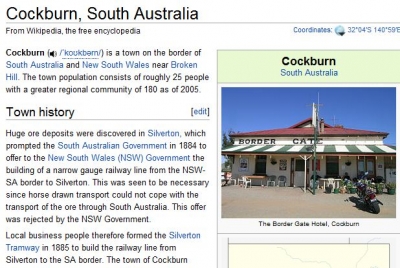 Cockburn, South Australia
From Wikipedia, the free encyclopedia
Coordinates: 32°04′S 140°59′E
Cockburn ( /ˈkoʊkbərn/) is a town on the border of
South Australia and New South Wales near Broken
Hill. The town population consists of roughly 25 people
with a greater regional community of 180 as of 2005.
Town history [edit]
Huge ore deposits were discovered in Silverton, which
prompted the South Australian Government in 1884 to
offer to the New South Wales (NSW) Government the
building of a narrow gauge railway line from the NSW-
SA border to Silverton. This was seen to be necessary
since horse drawn transport could not cope with the
transport of the ore through South Australia. This offer
was rejected by the NSW Government.
Local business people therefore formed the Silverton
Tramway in 1885 to build the railway line from
Silverton to the SA border. The town of Cockburn
Cockburn
South Australia
BORDER GATE
The Border Gate Hotel, Cockburn